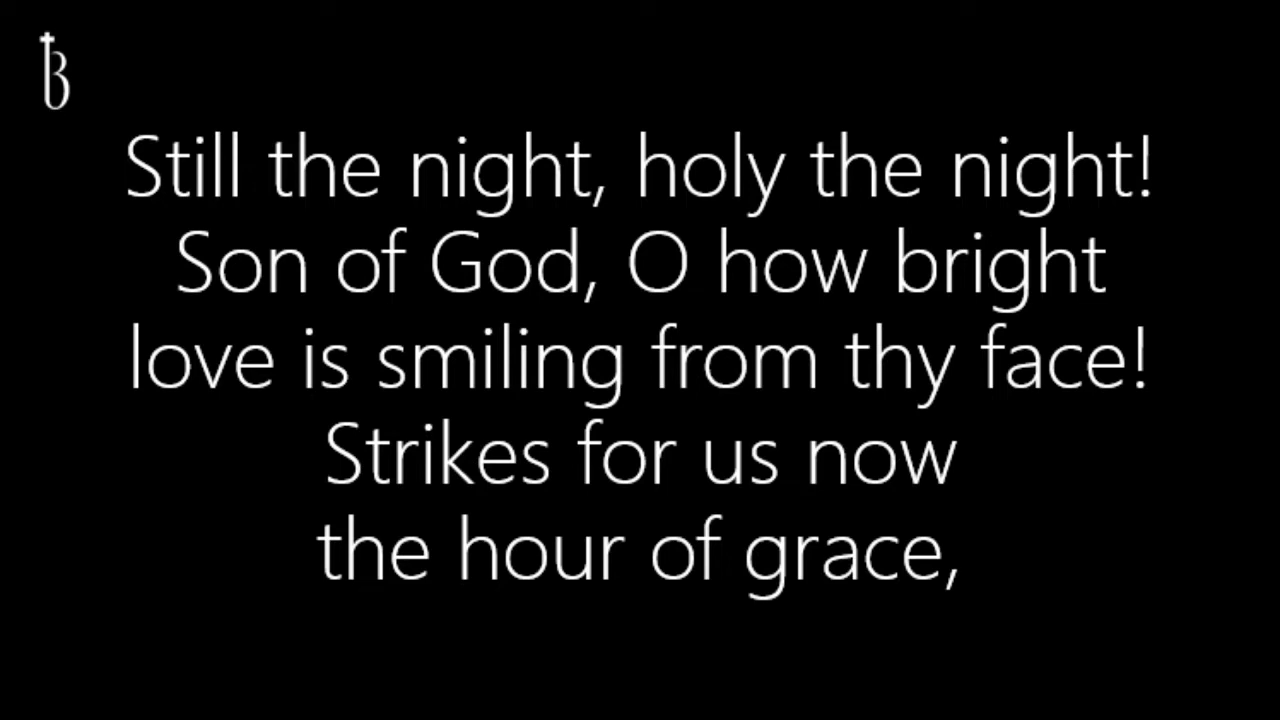 B
Still the night, holy the night!
Son of God, O how bright
love is smiling from thy face!
Strikes for us now
the hour of grace,